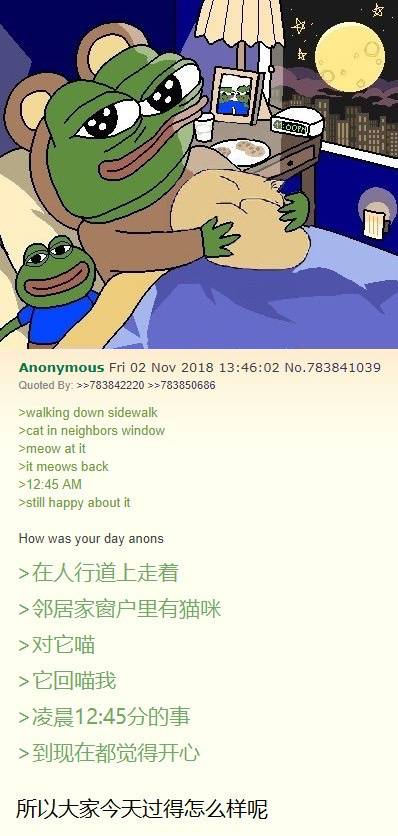 Anonymous Fri 02 Nov 2018 13:46:02 No.783841039
Quoted By: >>783842220 >>783850686
>walking down sidewalk
>cat in neighbors window
>meow at it
>it meows back
>12:45 AM
>still happy about it
How was your day anons
>在人行道上走着
>邻居家窗户里有猫咪
>对它喵
>它回喵我
>凌晨12:45分的事
>到现在都觉得开心
所以大家今天过得怎么样呢